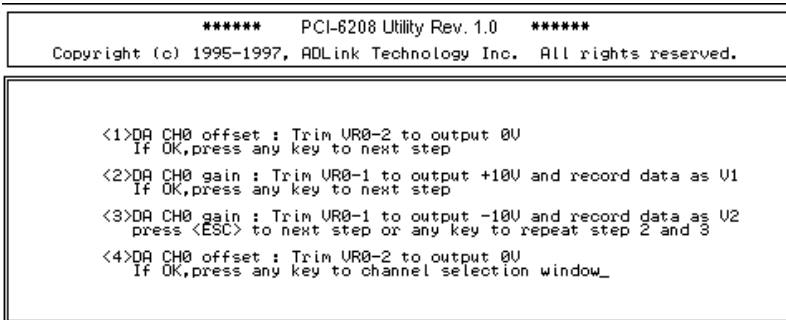 ****** PCI-6208 Utility Rev. 1.0 ******
Copyright (c) 1995-1997, ADLink Technology Inc. All rights reserved.
<1>DA CH0 offset : Trim VR0-2 to output 0V
If OK,press any key to next step
<2>DA CH0 gain : Trim VR0-1 to output +10V and record data as V1
If OK,press any key to next step
<3>DA CH0 gain : Trim VR0-1 to output -10V and record data as V2
press <ESC> to next step or any key to repeat step 2 and 3
<4>DA CH0 offset : Trim VR0-2 to output 0V
If OK,press any key to channel selection window_